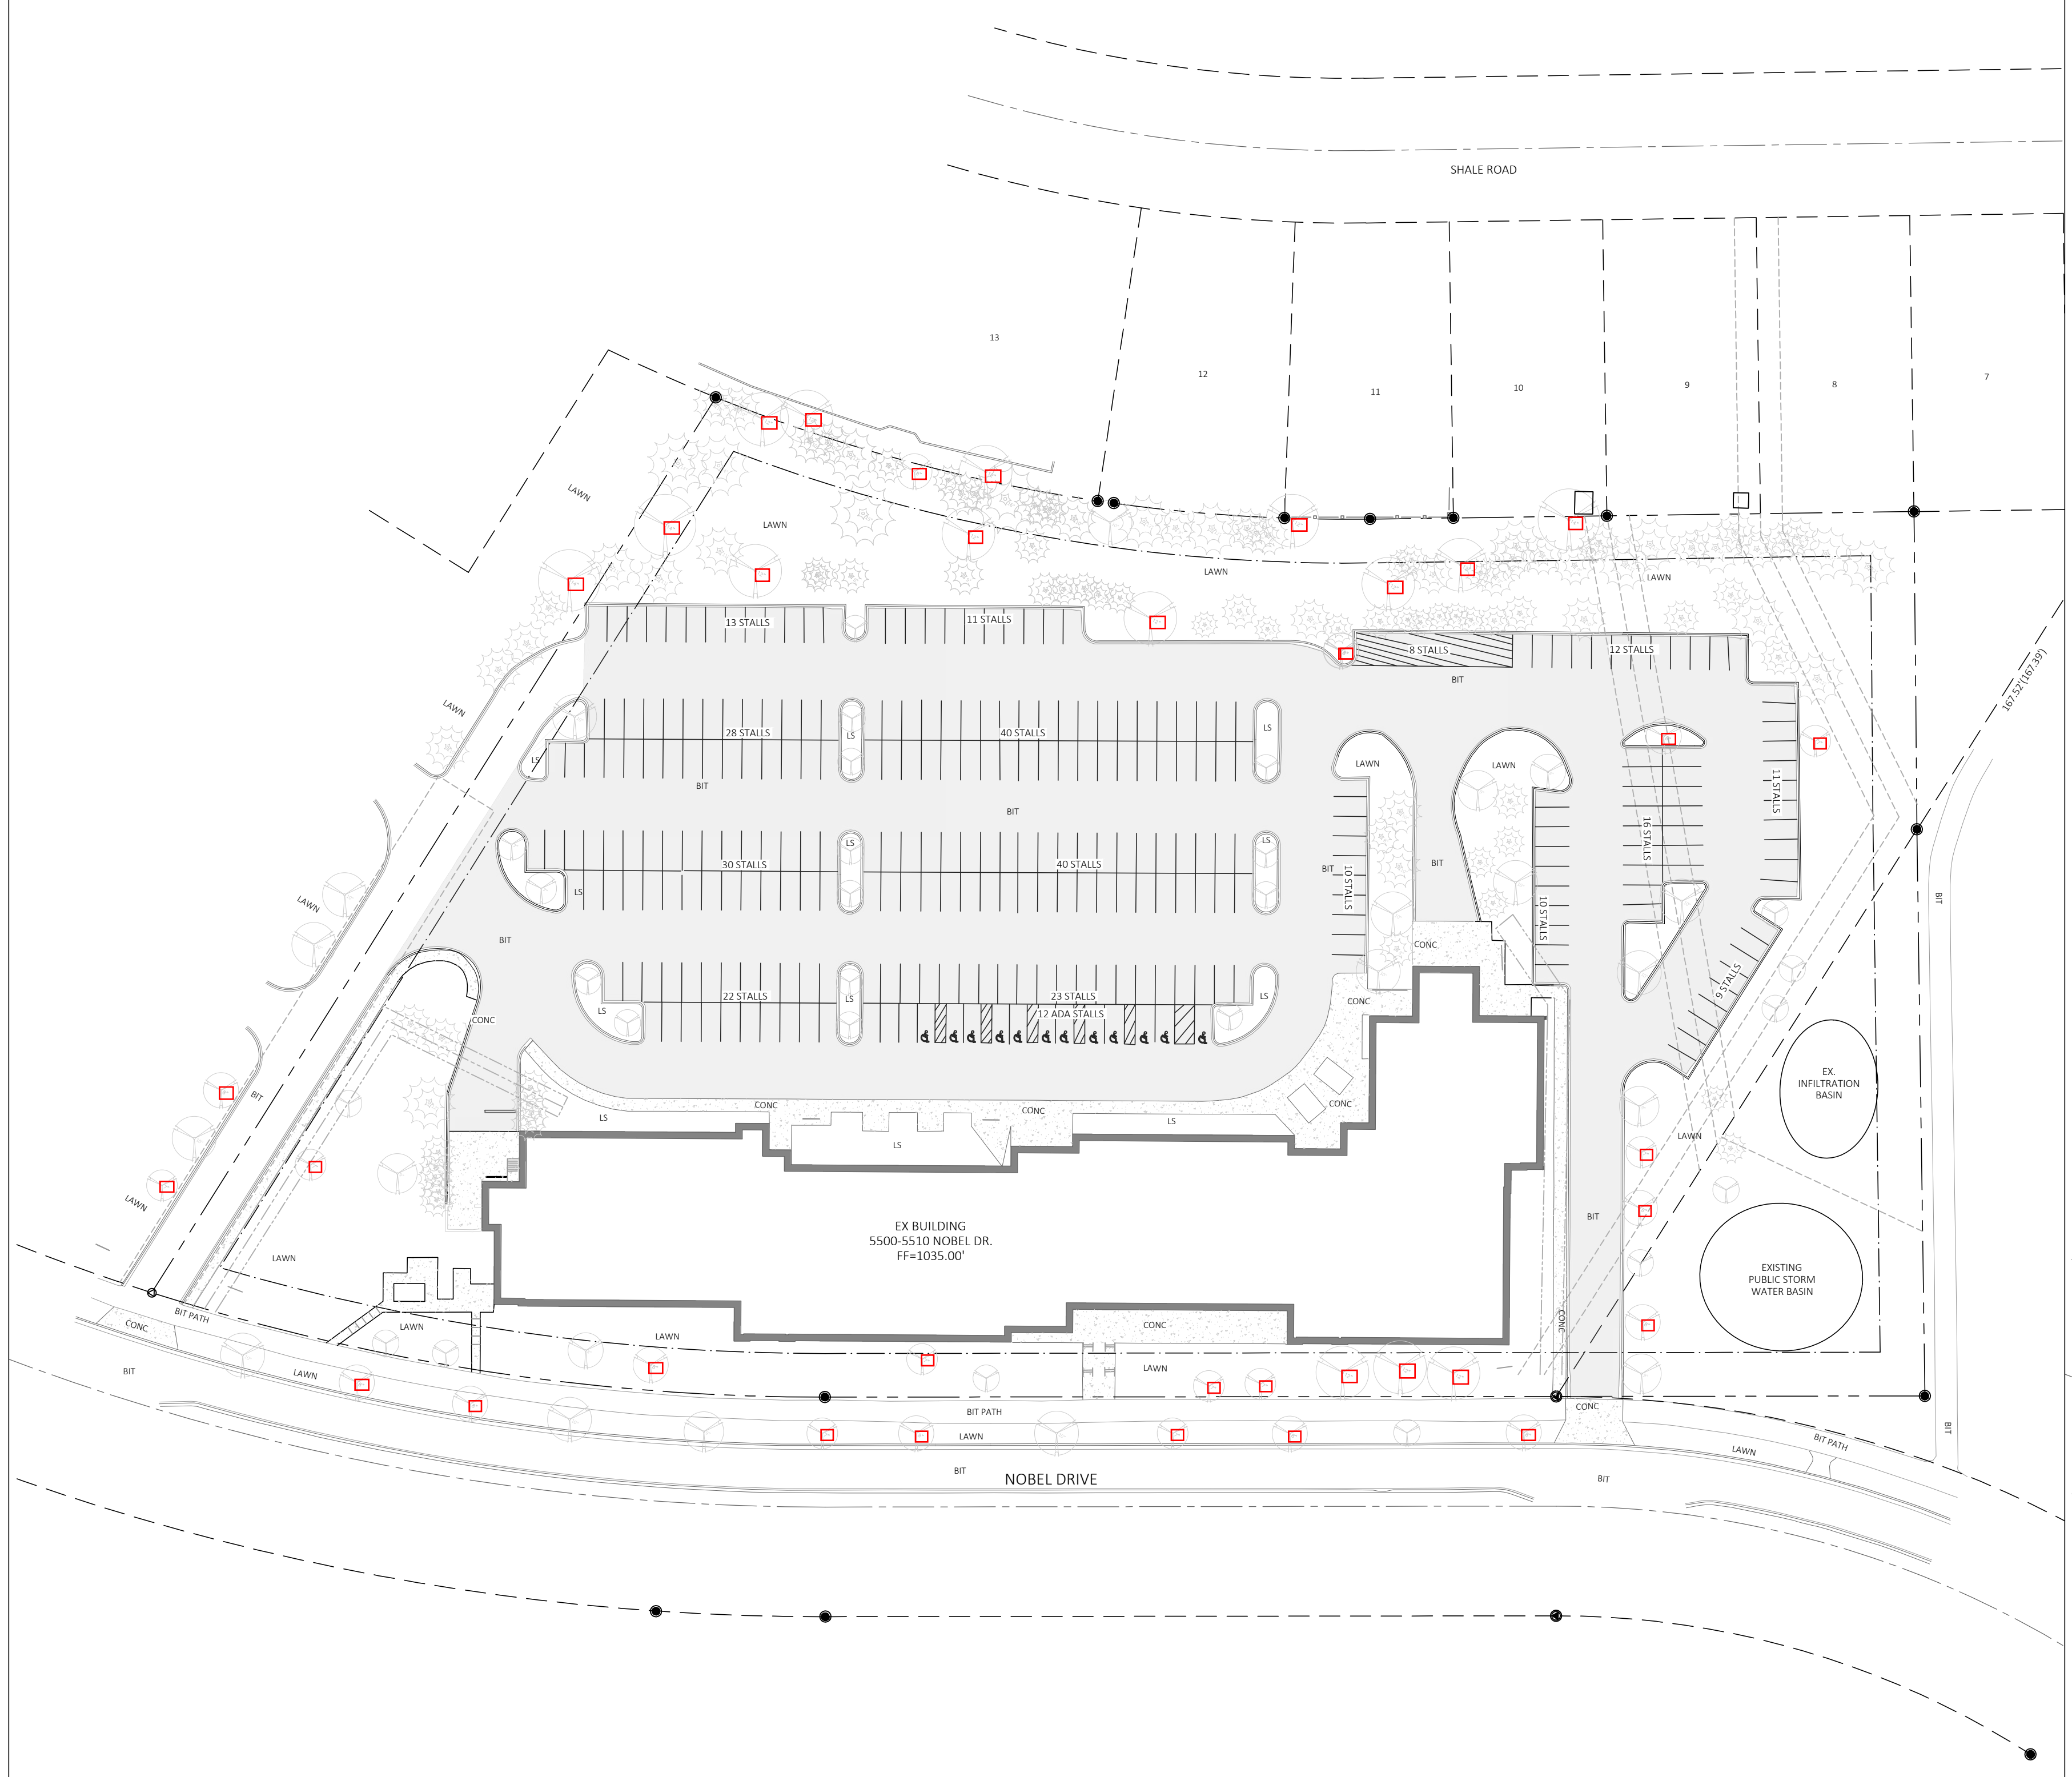 SHALE ROAD
13
12
11
10
9
8
7
LAWN
LAWN
LAWN
LAWN
13 STALLS
11 STALLS
8 STALLS
12 STALLS
BIT
167.52'(167.39')
LAWN
28 STALLS
LS
40 STALLS
LS
LS
LAWN
LAWN
BIT
BIT
11 STALLS
16 STALLS
30 STALLS
LS
40 STALLS
LS
LS
BIT
10 STALLS
BIT
10 STALLS
BIT
LAWN
BIT
CONC
9 STALLS
22 STALLS
LS
23 STALLS
12 ADA STALLS
LS
LS
CONC
CONC
EX.
INFILTRATION
BASIN
BIT
LS
CONC
CONC
CONC
LS
LS
LAWN
LAWN
BIT
EX BUILDING
5500-5510 NOBEL DR.
FF=1035.00'
LAWN
EXISTING
PUBLIC STORM
WATER BASIN
BIT PATH
CONC
LAWN
LAWN
CONC
CONC
BIT
LAWN
LAWN
BIT PATH
CONC
LAWN
BIT PATH
LAWN
BIT
BIT
NOBEL DRIVE
BIT